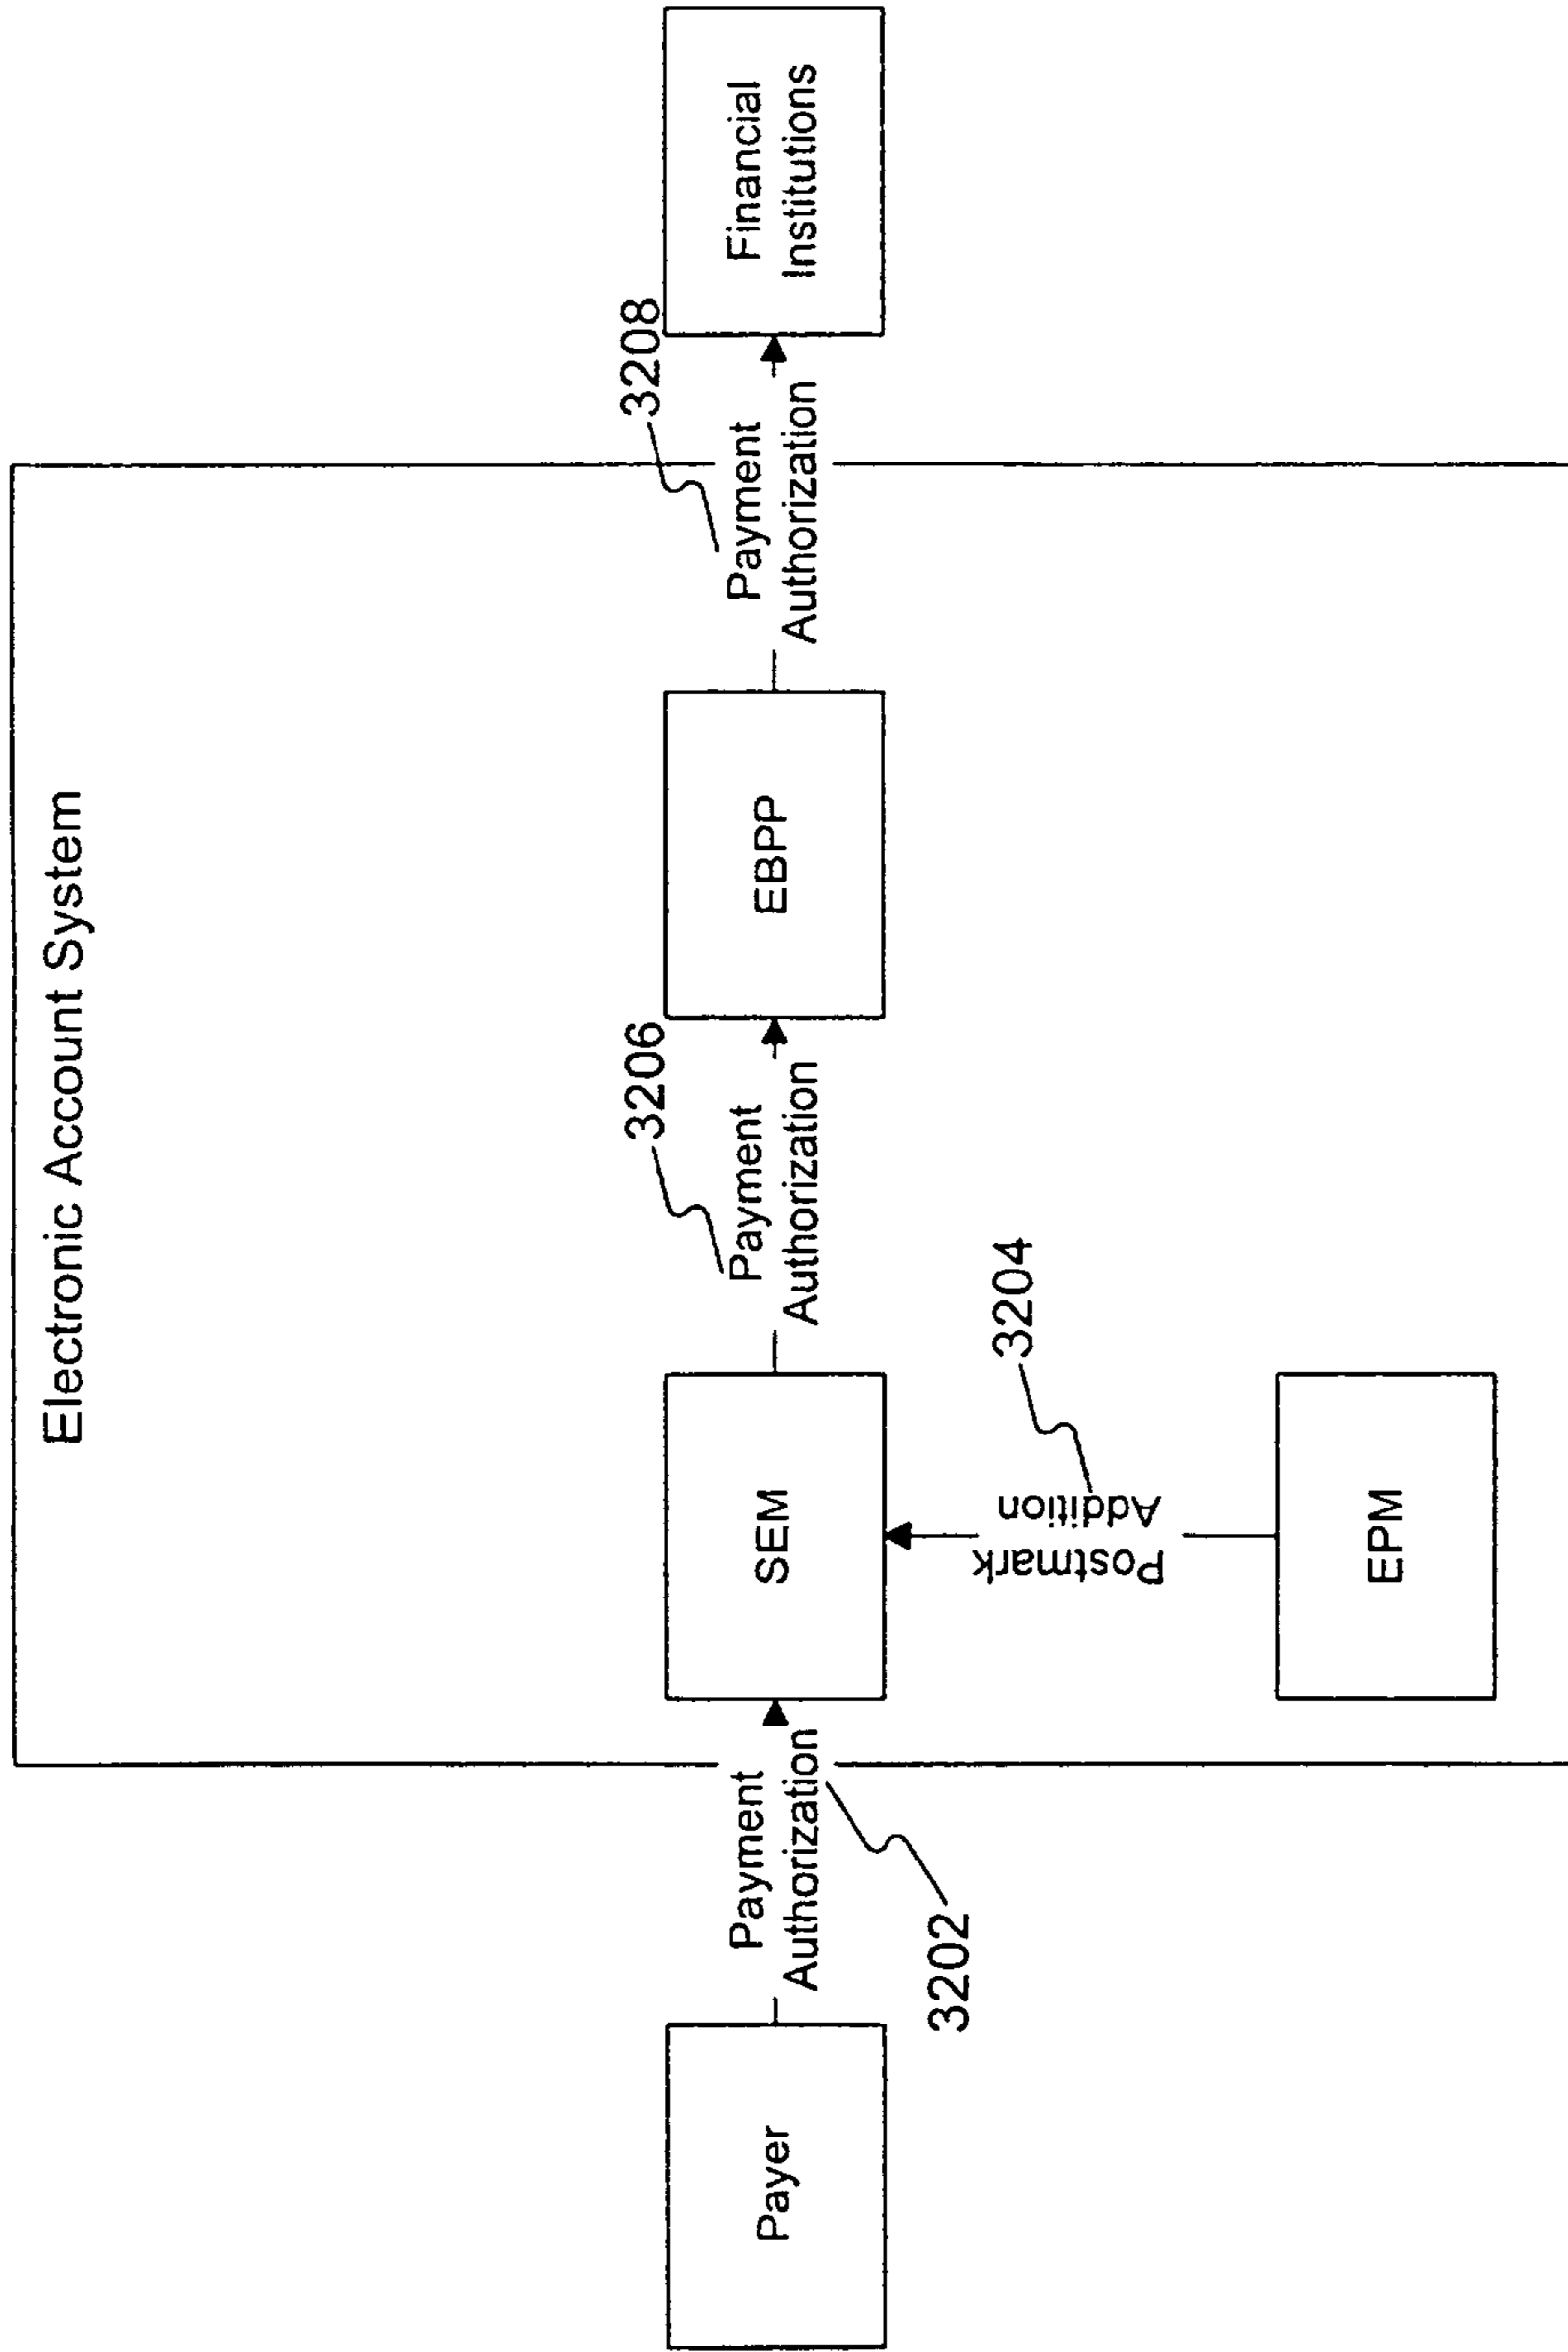 Electronic Account System
Payer
Payment
Authorization
3202
SEM
Postmark
Addition
3204
EPM
Payment
Authorization
3206
EBPP
Payment
Authorization
3208
Financial
Institutions